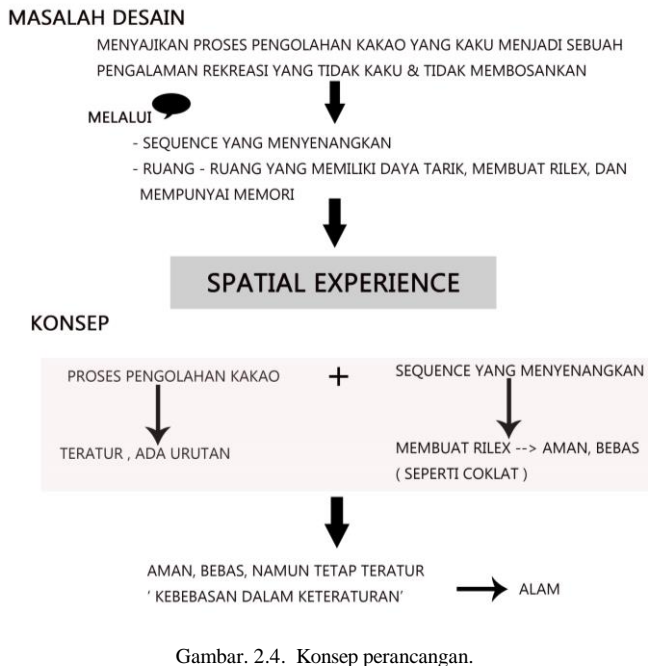 MASALAH DESAIN
MENYAJIKAN PROSES PENGOLAHAN KAKAO YANG KAKU MENJADI SEBUAH
PENGALAMAN REKREASI YANG TIDAK KAKU & TIDAK MEMBOSANKAN
MELALUI
- SEQUENCE YANG MENYENANGKAN
- RUANG - RUANG YANG MEMILIKI DAYA TARIK, MEMBUAT RILEX, DAN
MEMPUNYAI MEMORI
SPATIAL EXPERIENCE
KONSEP
PROSES PENGOLAHAN KAKAO
+
SEQUENCE YANG MENYENANGKAN
TERATUR , ADA URUTAN
MEMBUAT RILEX --> AMAN, BEBAS
( SEPERTI COKLAT )
AMAN, BEBAS, NAMUN TETAP TERATUR
' KEBEBASAN DALAM KETERATURAN'
ALAM
Gambar. 2.4. Konsep perancangan.